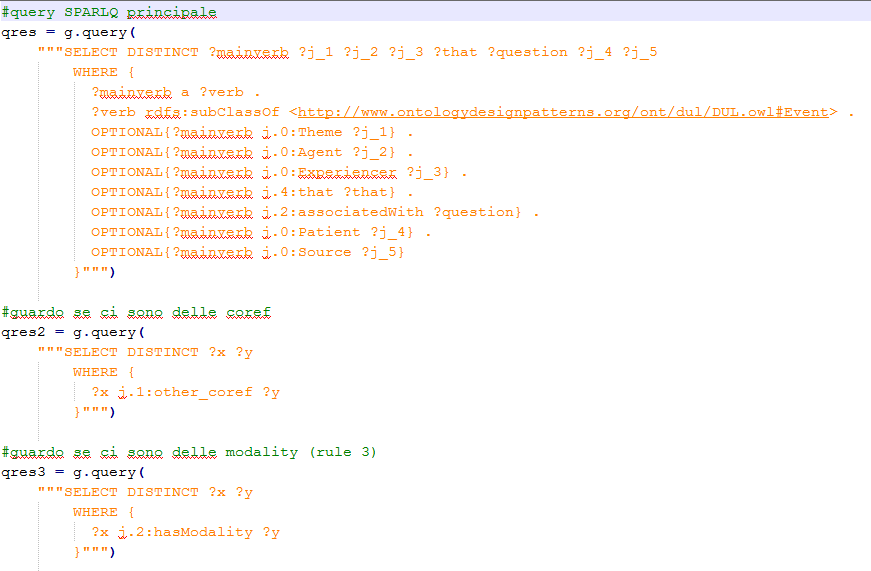 #query SPARLQ principale
qres = g.query(
    """SELECT DISTINCT ?mainverb ?j_1 ?j_2 ?j_3 ?that ?question ?j_4 ?j_5
        WHERE {
          ?mainverb a ?verb .
          ?verb rdfs:subClassOf <http://www.ontologydesignpatterns.org/ont/dul/DUL.owl#Event> .
          OPTIONAL{?mainverb j.0:Theme ?j_1} .
          OPTIONAL{?mainverb j.0:Agent ?j_2} .
          OPTIONAL{?mainverb j.0:Experiencer ?j_3} .
          OPTIONAL{?mainverb j.4:that ?that} .
          OPTIONAL{?mainverb j.2:associatedWith ?question} .
          OPTIONAL{?mainverb j.0:Patient ?j_4} .
          OPTIONAL{?mainverb j.0:Source ?j_5}
        }""")
#guardo se ci sono delle coref
qres2 = g.query(
    """SELECT DISTINCT ?x ?y
        WHERE {
          ?x j.1:other_coref ?y
        }""")
#guardo se ci sono delle modality (rule 3)
qres3 = g.query(
    """SELECT DISTINCT ?x ?y
        WHERE {
          ?x j.2:hasModality ?y
        }""")